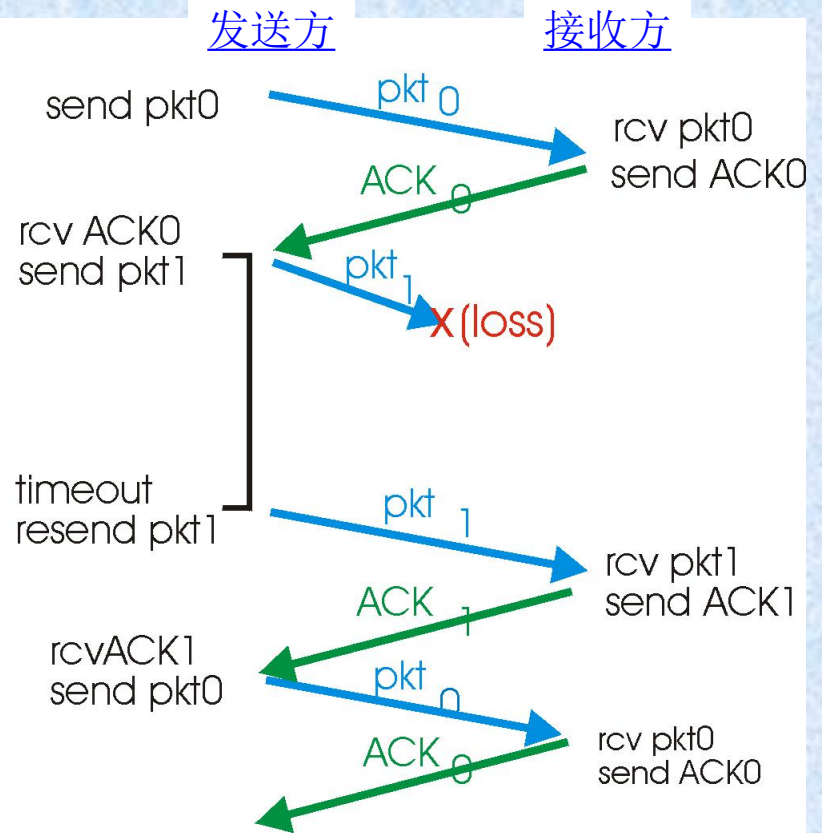 发送方
接收方
send pkt0
pkt 0
rcv pkt0
send ACK0
ACK 0
rcv ACK0
send pkt1
pkt 1
X (loss)
timeout
resend pkt1
pkt 1
rcv pkt1
send ACK1
ACK 1
rcvACK1
send pkt0
pkt 0
rcv pkt0
send ACK0
ACK 0